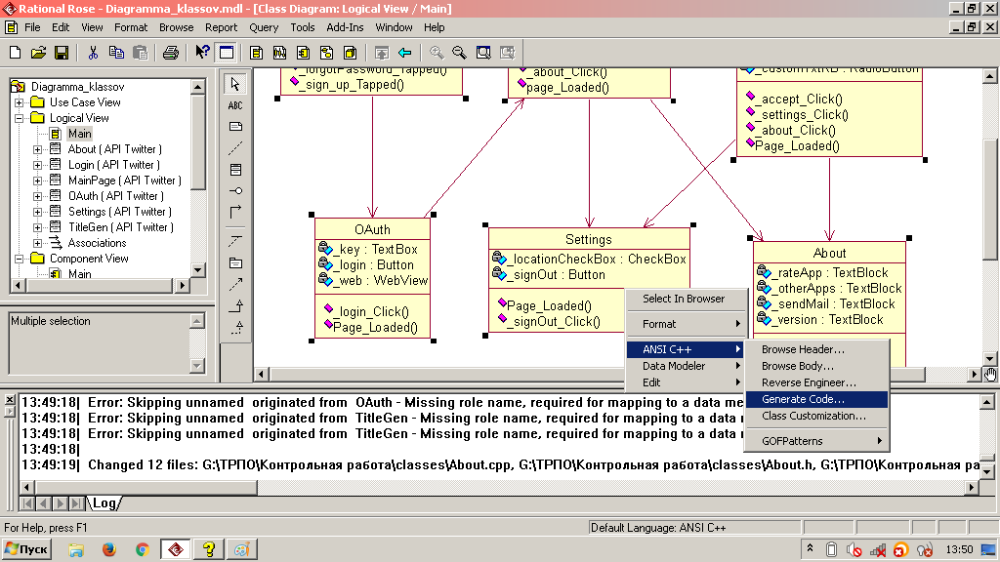 Rational Rose - Diagramma_klassov.mdl - [Class Diagram: Logical View / Main]
File Edit View Format Browse Report Query Tools Add-Ins Window Help
Diagramma_klassov
Use Case View
Logical View
Main
About ( API Twitter )
Login ( API Twitter )
MainPage ( API Twitter )
OAuth ( API Twitter )
Settings ( API Twitter )
TitleGen ( API Twitter )
Associations
Component View
Main
Multiple selection
ABC
_forgotPassword_Tapped()
_sign_up_Tapped()
_about_Click()
page_Loaded()
_customTxtRB : RadioButton
_accept_Click()
_settings_Click()
_about_Click()
Page_Loaded()
OAuth
_key : TextBox
_login : Button
_web : WebView
_login_Click()
Page_Loaded()
Settings
_locationCheckBox : CheckBox
_signOut : Button
Page_Loaded()
_signOut_Click()
About
_rateApp : TextBlock
_otherApps : TextBlock
_sendMail : TextBlock
_version : TextBlock
Select In Browser
Format
ANSI C++
Data Modeler
Edit
Browse Header...
Browse Body...
Reverse Engineer...
Generate Code...
Class Customization...
GOFPatterns
13:49:18| Error: Skipping unnamed originated from OAuth - Missing role name, required for mapping to a data me
13:49:18| Error: Skipping unnamed originated from TitleGen - Missing role name, required for mapping to a data
13:49:18| Error: Skipping unnamed originated from TitleGen - Missing role name, required for mapping to a data
13:49:18|
13:49:19| Changed 12 files: G:\ТРПО\Контрольная работа\classes\About.cpp, G:\ТРПО\Контрольная работа\classes\About.h, G:\ТРПО\Контрольная ра
Log
For Help, press F1
Default Language: ANSI C++
Пуск
13:50